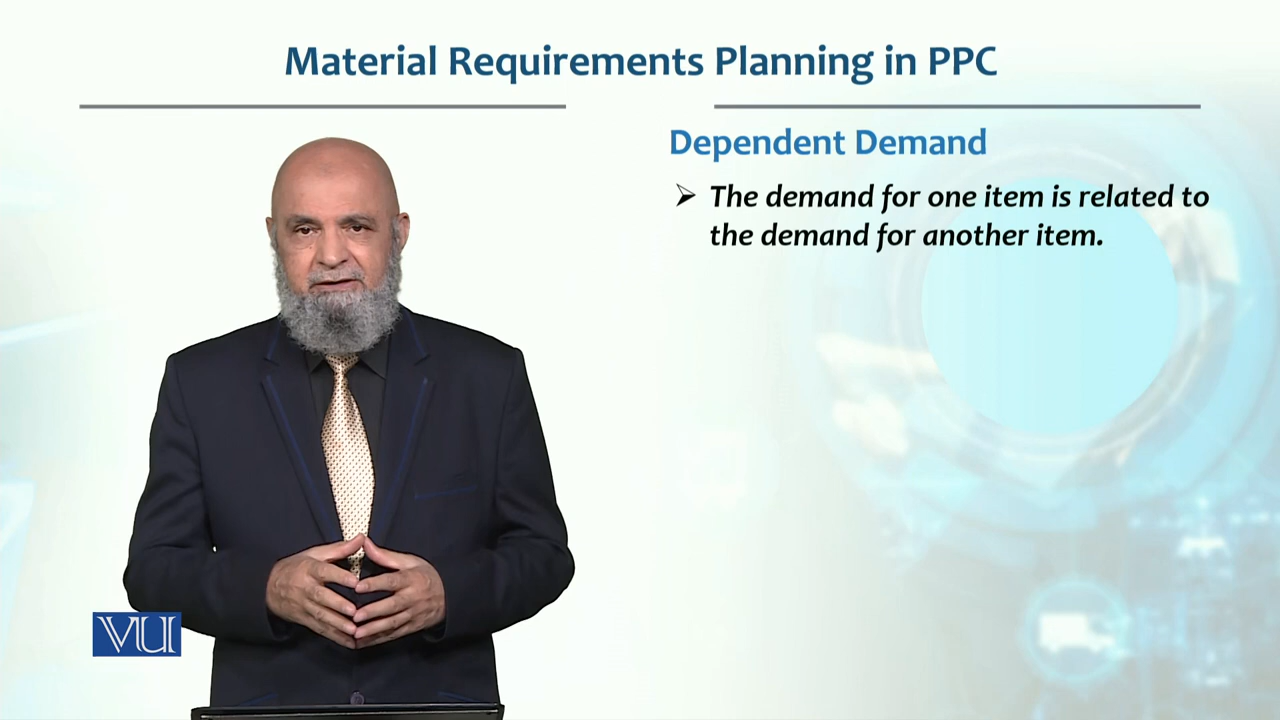 Material Requirements Planning in PPC
Dependent Demand
➢ The demand for one item is related to
the demand for another item.
VU